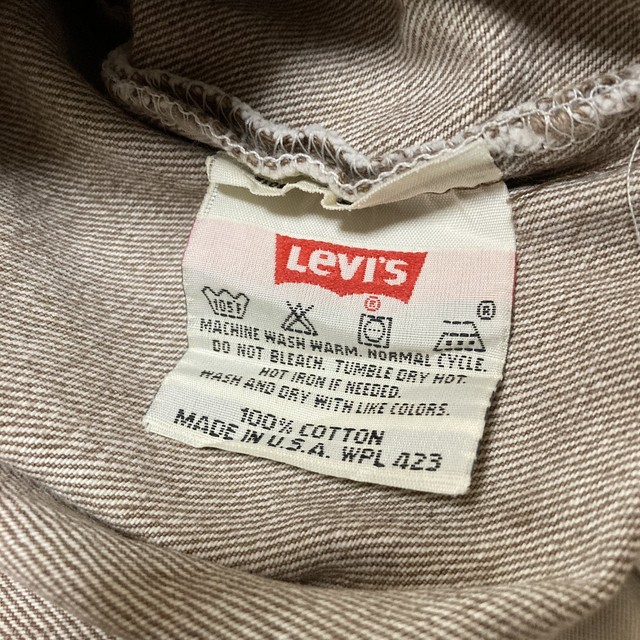 Levi's
®
®
105F
MACHINE WASH WARM. NORMAL CYCLE.
DO NOT BLEACH. TUMBLE DRY HOT.
HOT IRON IF NEEDED.
WASH AND DRY WITH LIKE COLORS.
100% COTTON
MADE IN U.S.A. WPL 423